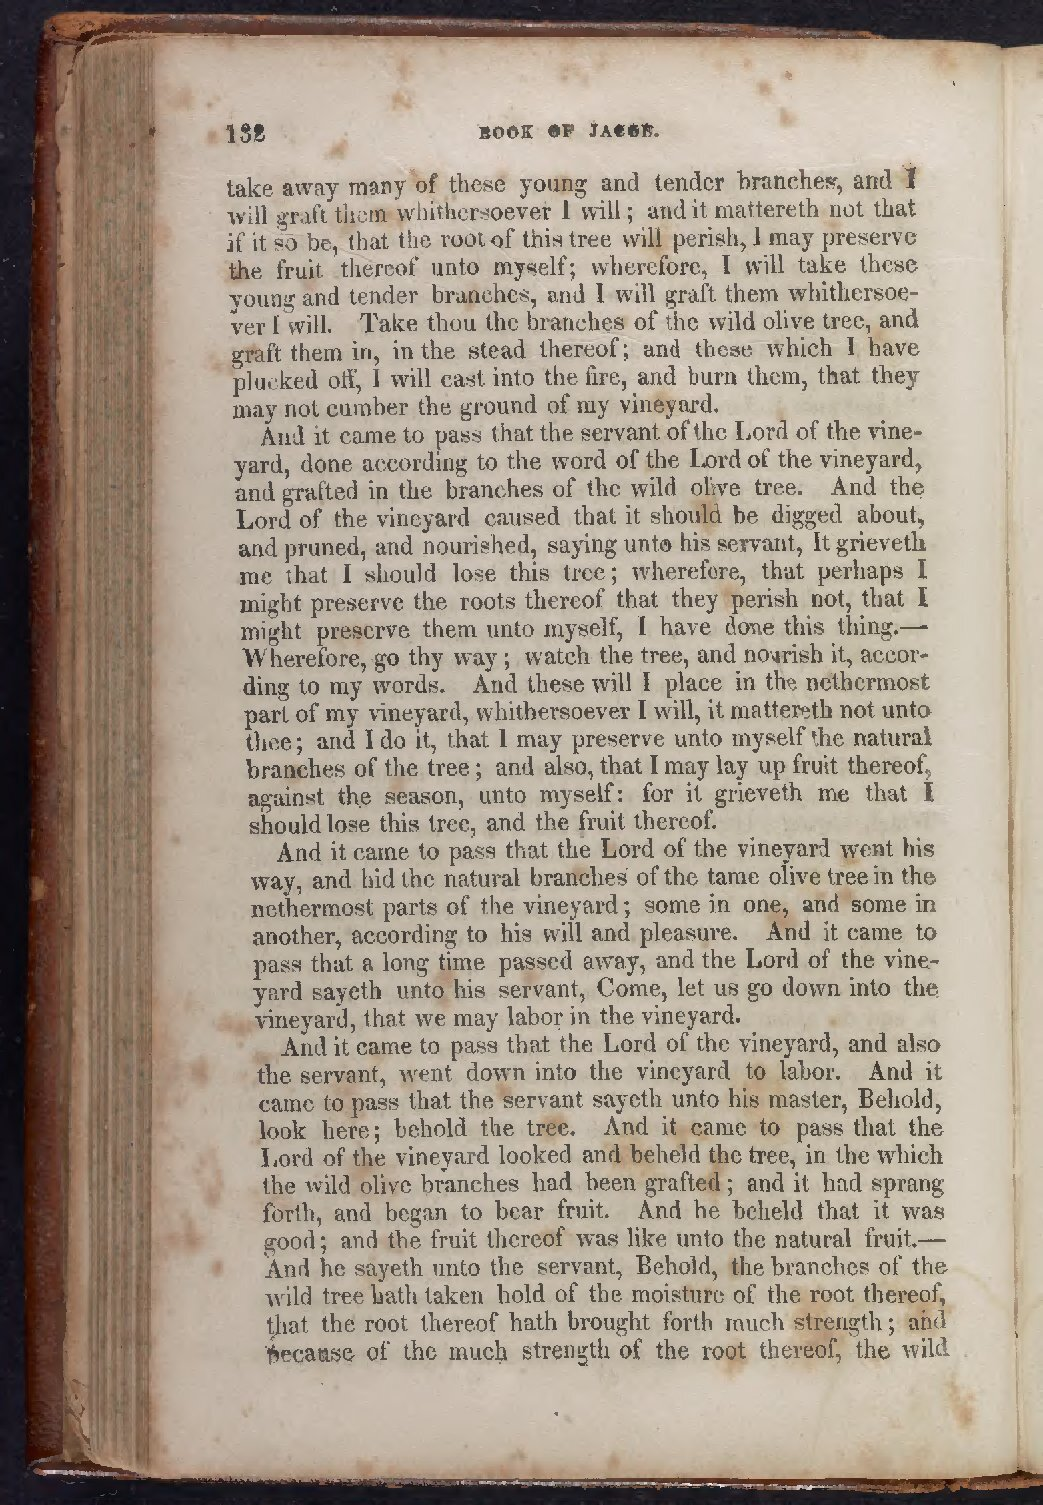 132 BOOK OF JACOB.
take away many of these young and tender branches, and I
will graft them whithersoever I will; and it mattereth not that
if it so be, that the root of this tree will perish, I may preserve
the fruit thereof unto myself; wherefore, I will take these
young and tender branches, and I will graft them whithersoe-
ver I will. Take thou the branches of the wild olive tree, and
graft them in, in the stead thereof; and these which I have
plucked off, I will cast into the fire, and burn them, that they
may not cumber the ground of my vineyard.
And it came to pass that the servant of the Lord of the vine-
yard, done according to the word of the Lord of the vineyard,
and grafted in the branches of the wild olive tree. And the
Lord of the vineyard caused that it should be digged about,
and pruned, and nourished, saying unto his servant, It grieveth
me that I should lose this tree; wherefore, that perhaps I
might preserve the roots thereof that they perish not, that I
might preserve them unto myself, I have done this thing.—
Wherefore, go thy way; watch the tree, and nourish it, accor-
ding to my words. And these will I place in the nethermost
part of my vineyard, whithersoever I will, it mattereth not unto
thee; and I do it, that I may preserve unto myself the natural
branches of the tree; and also, that I may lay up fruit thereof,
against the season, unto myself: for it grieveth me that I
should lose this tree, and the fruit thereof.
And it came to pass that the Lord of the vineyard went his
way, and hid the natural branches of the tame olive tree in the
nethermost parts of the vineyard; some in one, and some in
another, according to his will and pleasure. And it came to
pass that a long time passed away, and the Lord of the vine-
yard sayeth unto his servant, Come, let us go down into the
vineyard, that we may labor in the vineyard.
And it came to pass that the Lord of the vineyard, and also
the servant, went down into the vineyard to labor. And it
came to pass that the servant sayeth unto his master, Behold,
look here; behold the tree. And it came to pass that the
Lord of the vineyard looked and beheld the tree, in the which
the wild olive branches had been grafted; and it had sprang
forth, and began to bear fruit. And he beheld that it was
good; and the fruit thereof was like unto the natural fruit.—
And he sayeth unto the servant, Behold, the branches of the
wild tree hath taken hold of the moisture of the root thereof,
that the root thereof hath brought forth much strength; and
because of the much strength of the root thereof, the wild